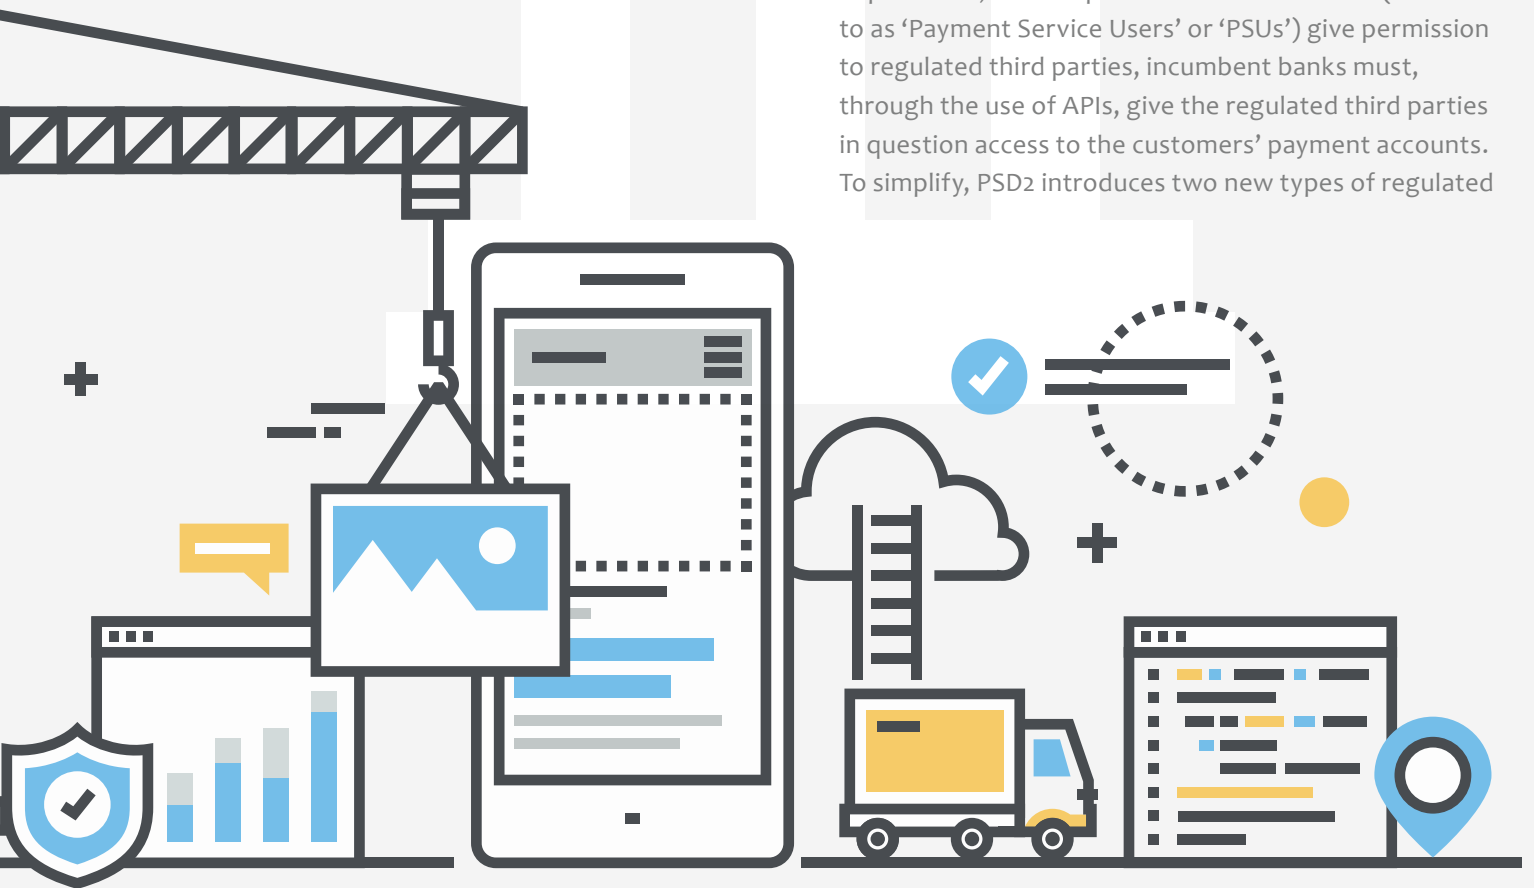 to as ‘Payment Service Users’ or ‘PSUs’) give permission
to regulated third parties, incumbent banks must,
through the use of APIs, give the regulated third parties
in question access to the customers’ payment accounts.
To simplify, PSD2 introduces two new types of regulated